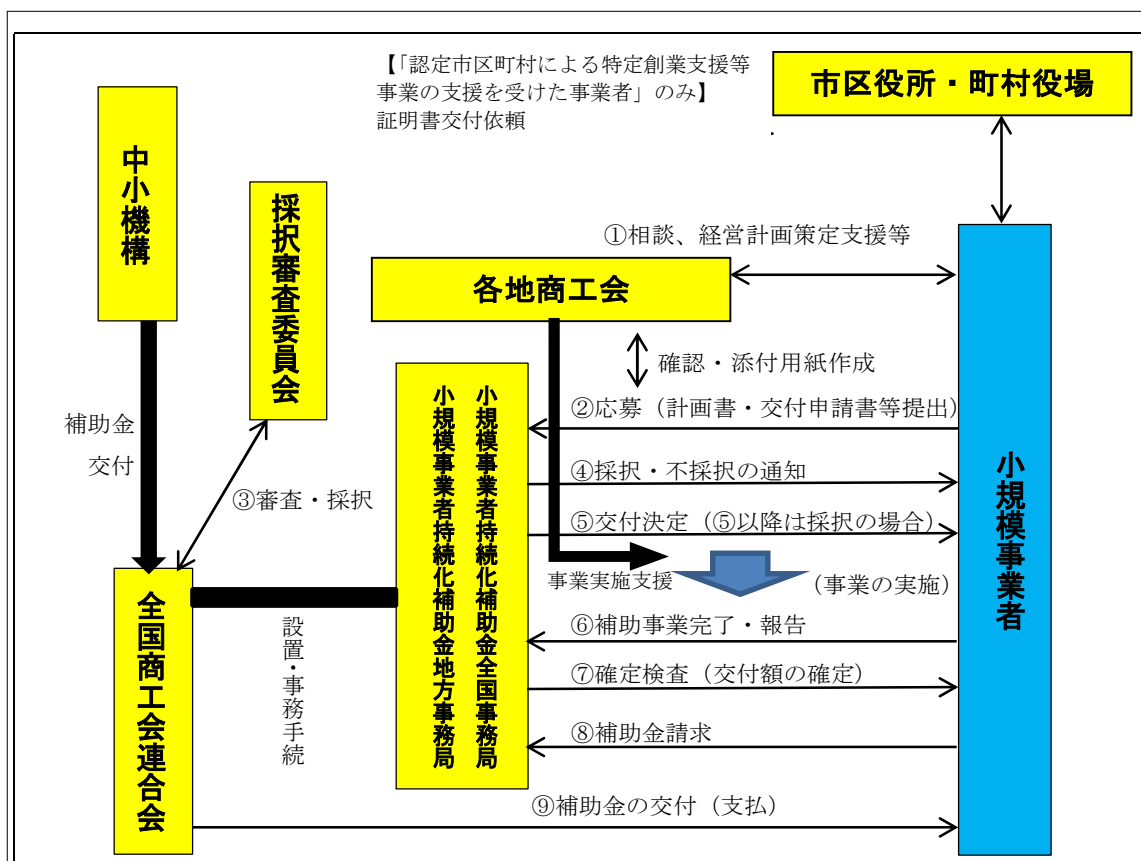 【「認定市区町村による特定創業支援等
事業の支援を受けた事業者」のみ】
証明書交付依頼
市区役所・町村役場
中小機構
採択審査委員会
①相談、経営計画策定支援等
各地商工会
確認・添付用紙作成
②応募（計画書・交付申請書等提出）
補助金
交付
③審査・採択
④採択・不採択の通知
⑤交付決定（⑤以降は採択の場合）
事業実施支援
（事業の実施）
小規模事業者持続化補助金全国事務局
小規模事業者持続化補助金地方事務局
小規模事業者
全国商工会連合会
設置・事務手続
⑥補助事業完了・報告
⑦確定検査（交付額の確定）
⑧補助金請求
⑨補助金の交付（支払）